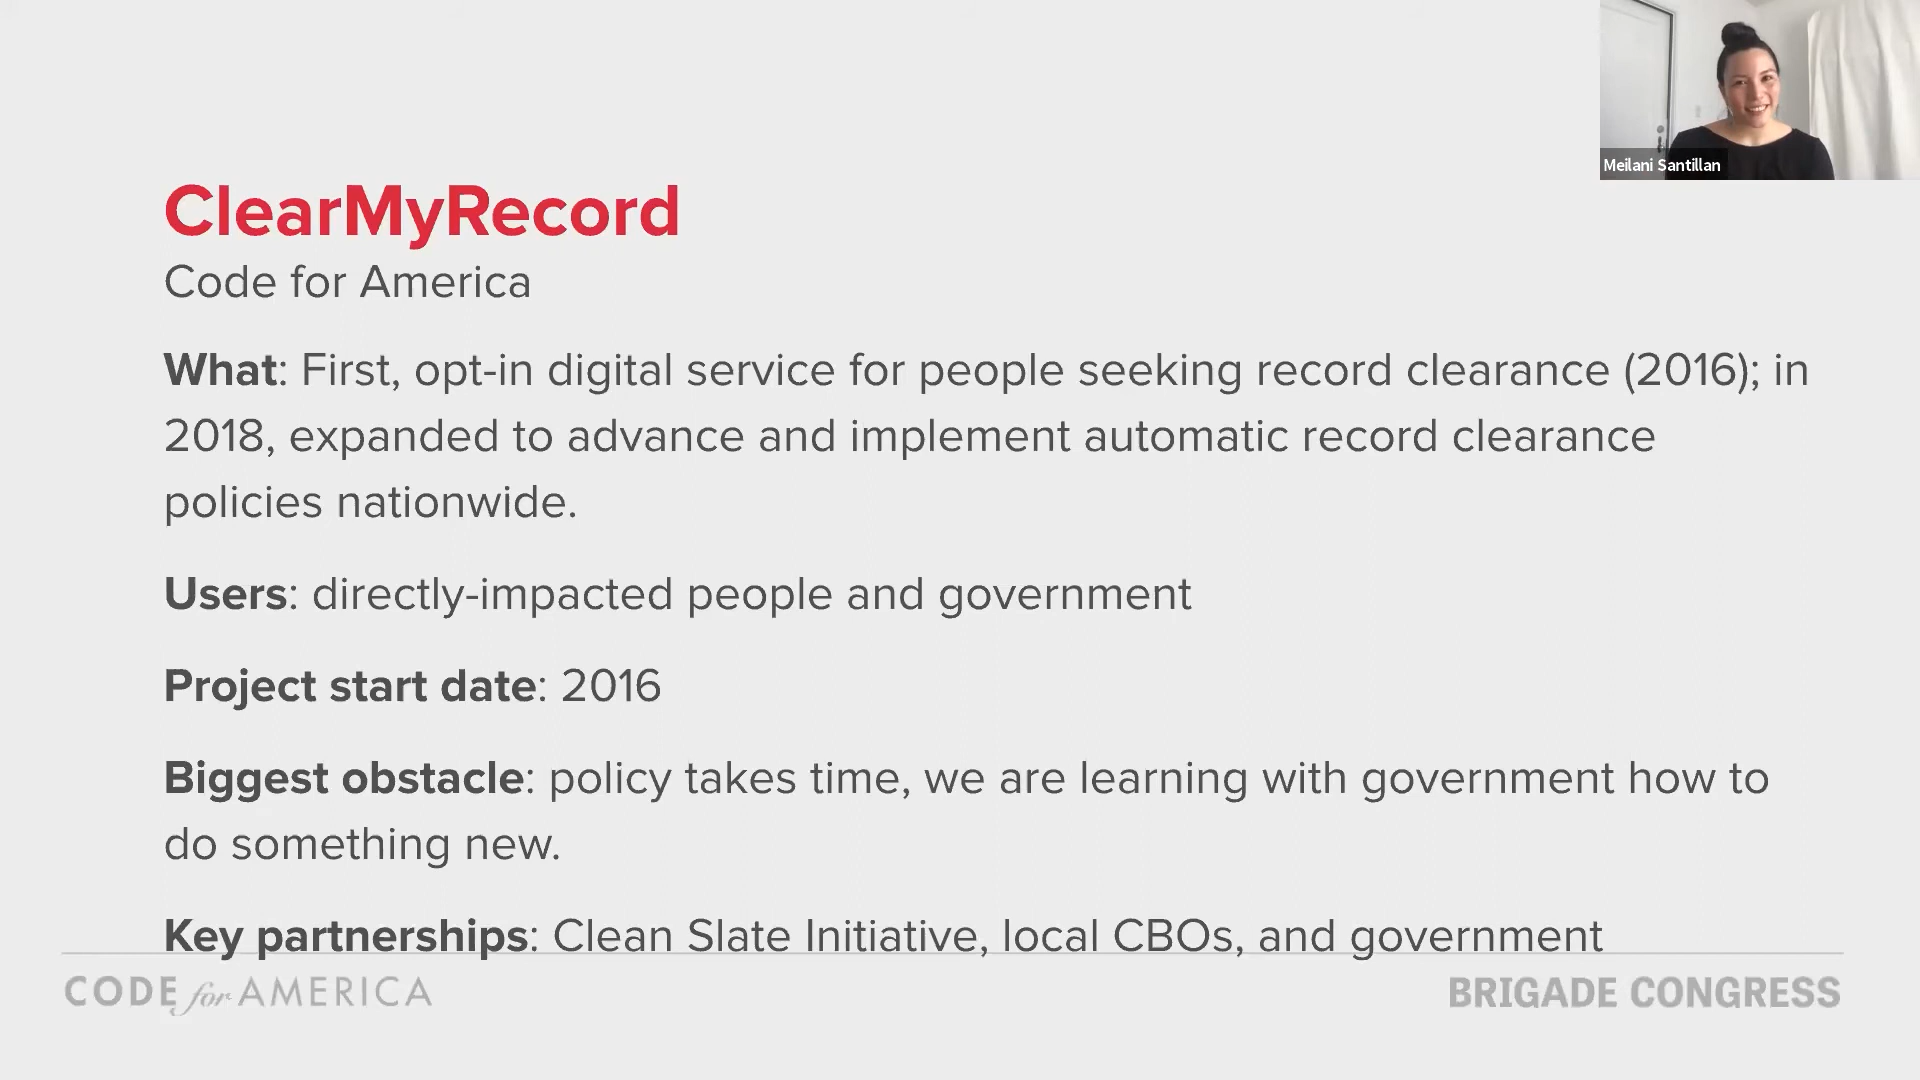 Meilani Santillan
ClearMyRecord
Code for America
What: First, opt-in digital service for people seeking record clearance (2016); in
2018, expanded to advance and implement automatic record clearance
policies nationwide.
Users: directly-impacted people and government
Project start date: 2016
Biggest obstacle: policy takes time, we are learning with government how to
do something new.
Key partnerships: Clean Slate Initiative, local CBOs, and government
CODE for AMERICA
BRIGADE CONGRESS